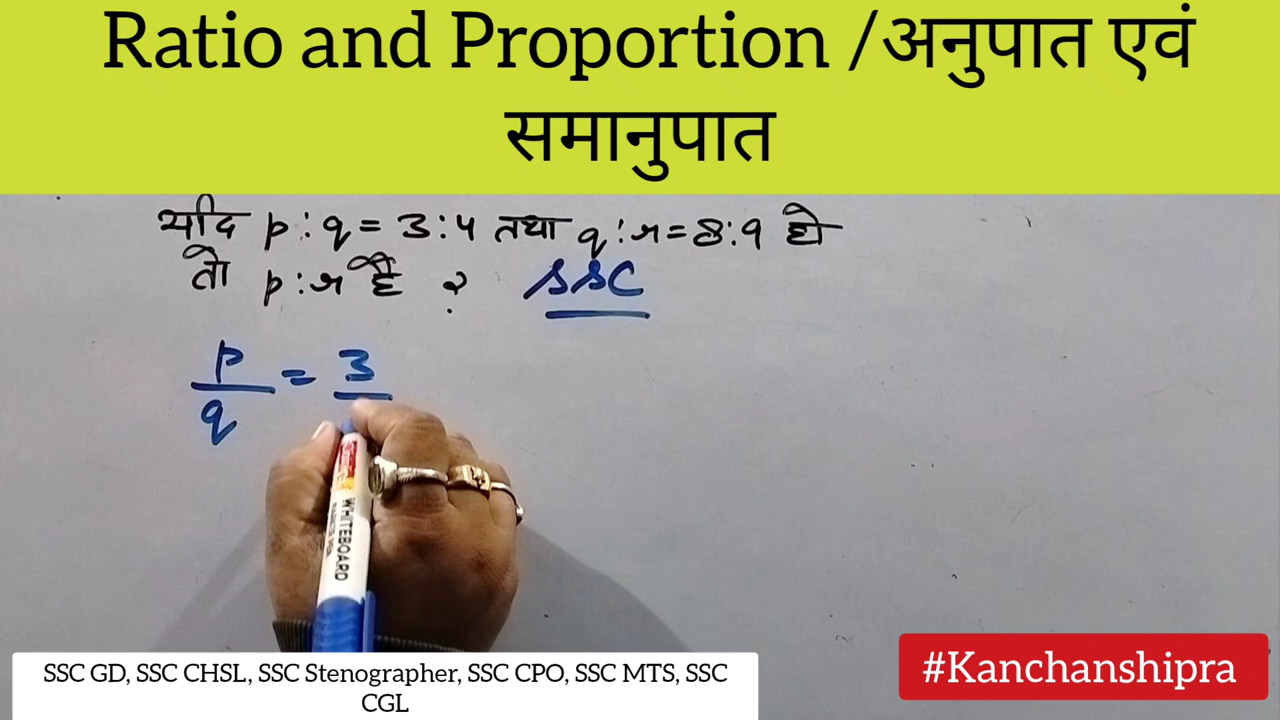 Ratio and Proportion /अनुपात एवं
समानुपात
यदि p:q = 3:4 तथा q:r = 8:9 हो
तो p:r है ?
SSC
p/q = 3
WHITEBOARD
SSC GD, SSC CHSL, SSC Stenographer, SSC CPO, SSC MTS, SSC
CGL
#Kanchanshipra